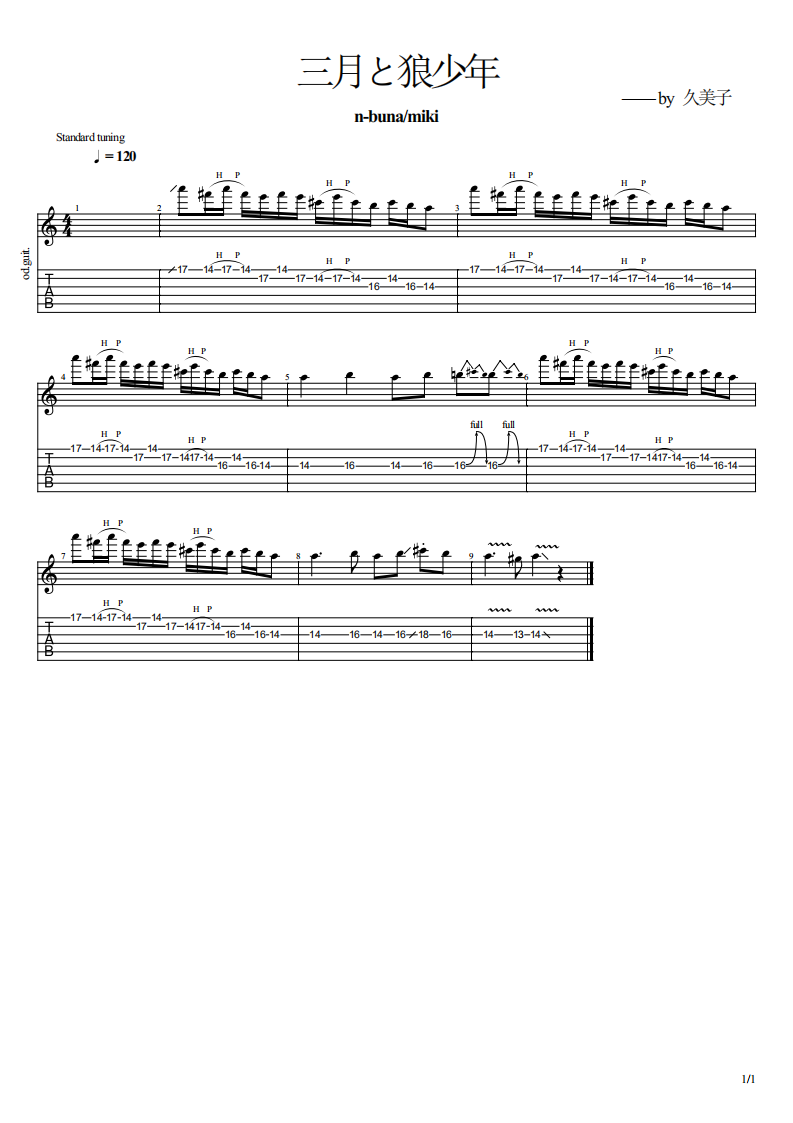 三月と狼少年
—— by 久美子
n-buna/miki
Standard tuning
♩ = 120
H P H P H P H P
1 2 3
4/4
od.guit.
H P H P H P H P
17 14 17 14 17 14 17 14 17 14 16 14 16 14 17 14 17 14 17 14 17 14 17 14 16 14 16 14
TAB
H P H P H P H P
4 5 6
full full
H P H P H P H P
17 14 17 14 17 14 17 14 17 14 16 14 16 14 14 16 14 16 16 16 17 14 17 14 17 14 17 14 17 14 16 14 16 14
TAB
H P H P
7 8 9
H P H P
17 14 17 14 17 14 17 14 17 14 16 14 16 14 14 16 14 16 18 16 14 13 14
TAB
1/1